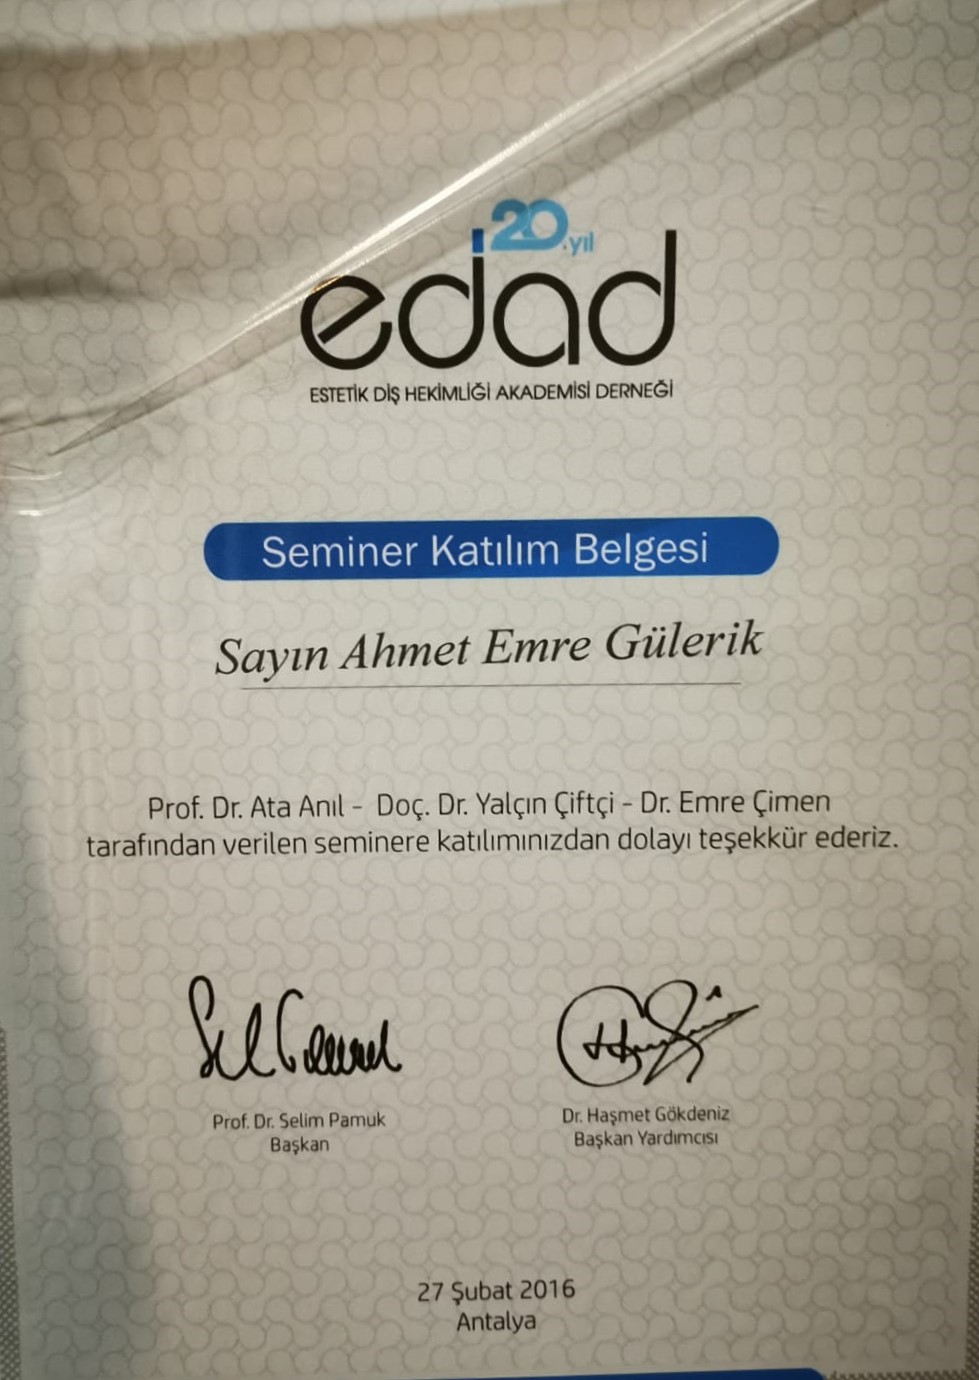 20.yıl
edad
ESTETİK DİŞ HEKİMLİĞİ AKADEMİSİ DERNEĞİ
Seminer Katılım Belgesi
Sayın Ahmet Emre Gülerik
Prof. Dr. Ata Anıl - Doç. Dr. Yalçın Çiftçi - Dr. Emre Çimen
tarafından verilen seminere katılımınızdan dolayı teşekkür ederiz.
Prof. Dr. Selim Pamuk
Başkan
Dr. Haşmet Gökdeniz
Başkan Yardımcısı
27 Şubat 2016
Antalya